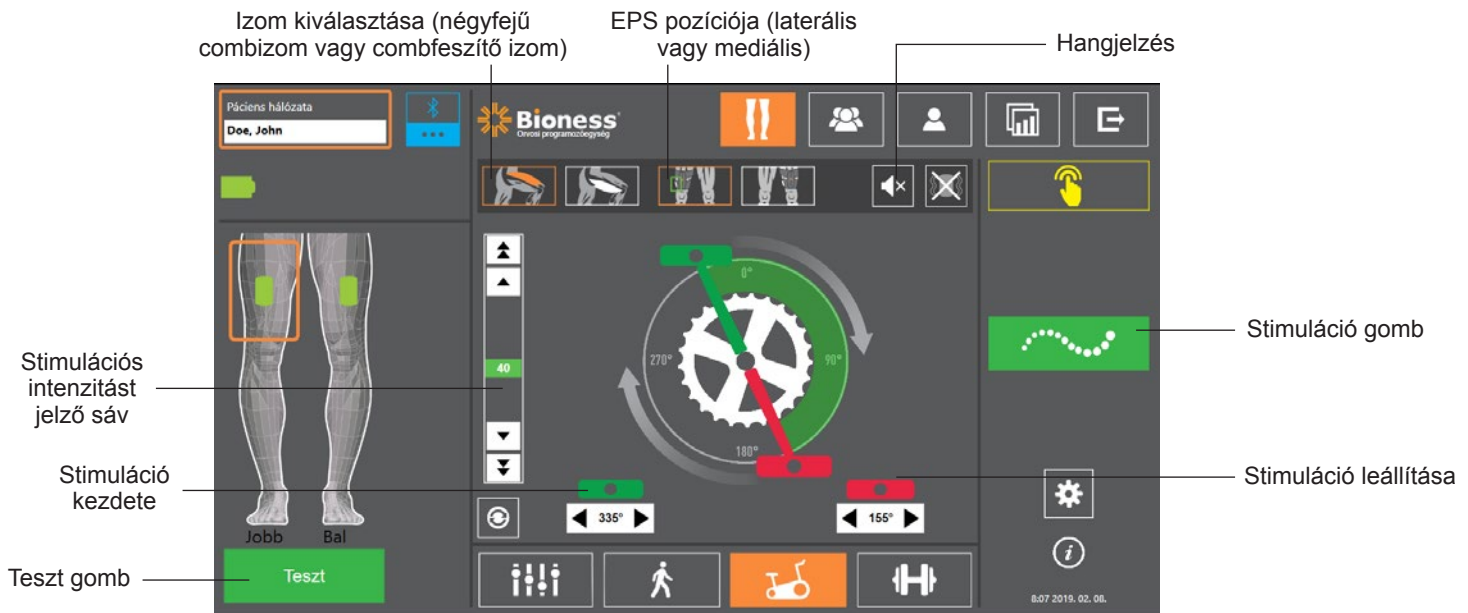 Izom kiválasztása (négyfejű
combizom vagy combfeszítő izom)
EPS pozíciója (laterális
vagy mediális)
Hangjelzés
Páciens hálózata
Doe, John
Bioness
Orvosi programozóegység
0°
90°
180°
270°
40
Stimulációs
intenzitást
jelző sáv
Stimuláció gomb
Stimuláció
kezdete
Stimuláció leállítása
335°
155°
Jobb Bal
Teszt gomb
Teszt
8:07 2019. 02. 08.